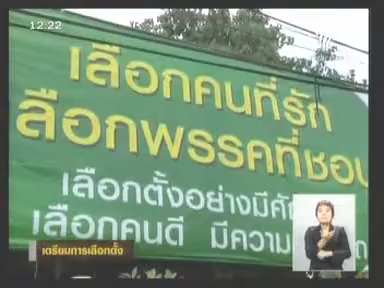 12:22
เลือกคนที่รัก
ลือกพรรคที่ชอบ
เลือกตั้งอย่างมี
เลือกคนดี มีความ
เตรียมการเลือกตั้ง